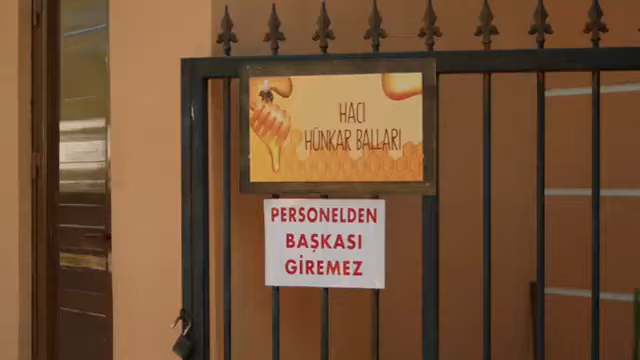 HACI
HÜNKAR BALLARI
PERSONELDEN
BAŞKASI
GİREMEZ